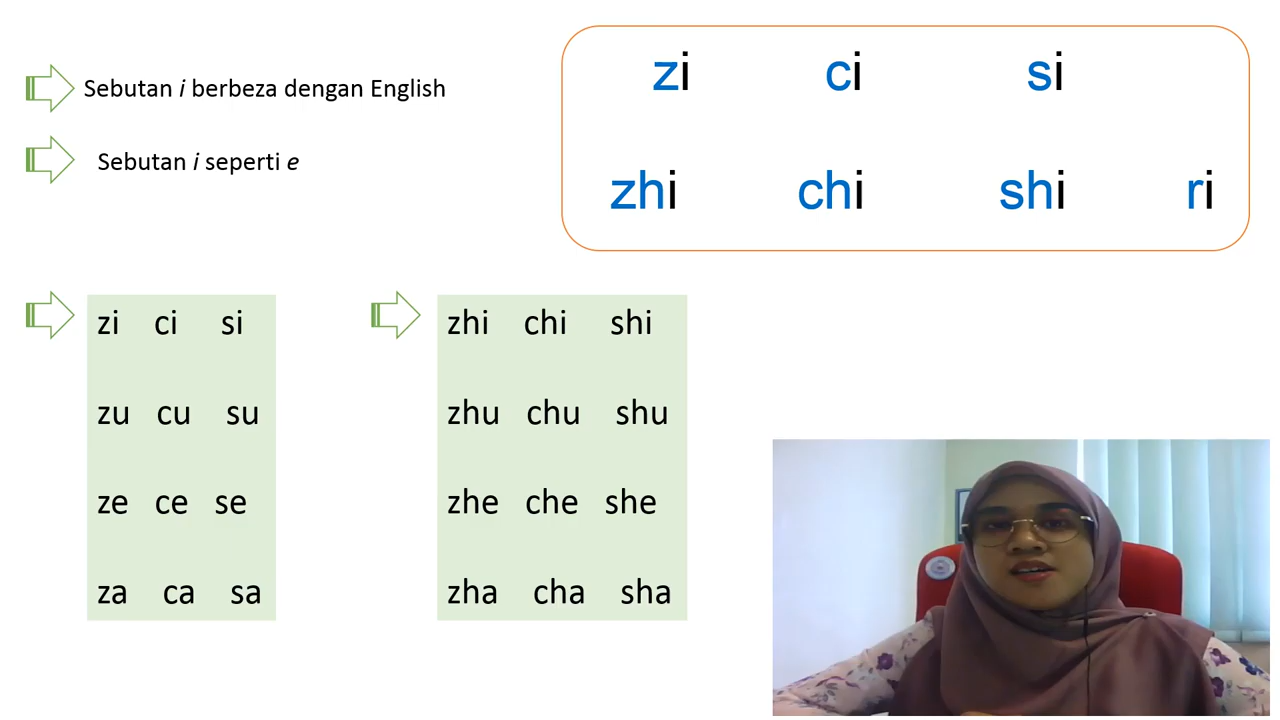 Sebutan i berbeza dengan English
Sebutan i seperti e
zi ci si
zhi chi shi ri
zi ci si
zu cu su
ze ce se
za ca sa
zhi chi shi
zhu chu shu
zhe che she
zha cha sha